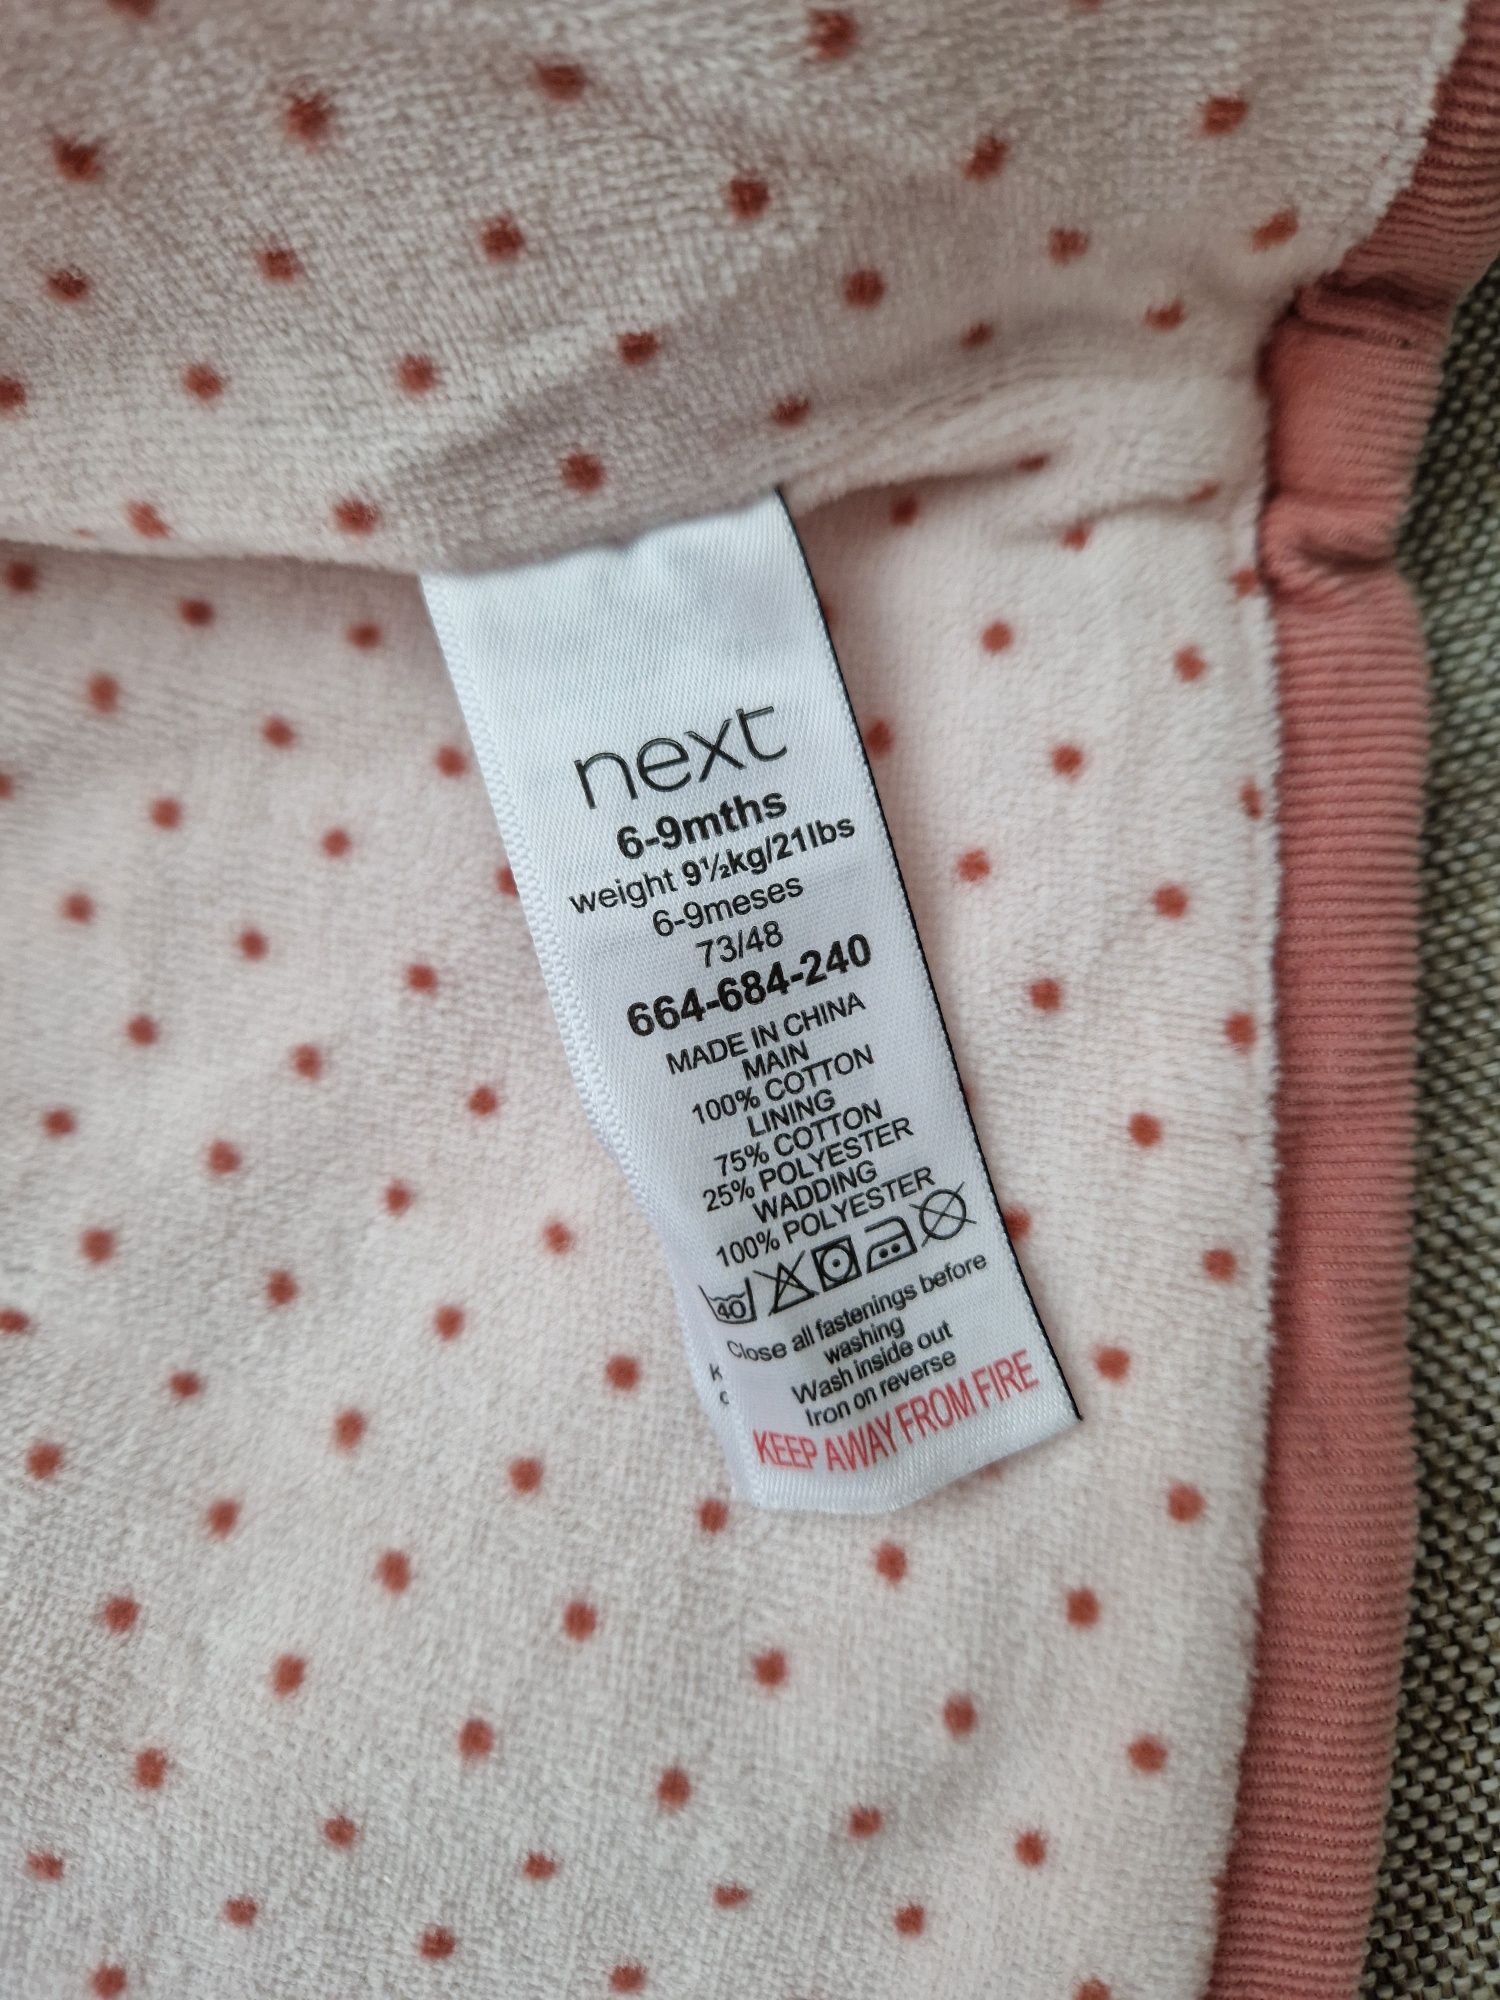 next
6-9mths
weight 9½kg/21lbs
6-9meses
73/48
664-684-240
MADE IN CHINA
MAIN
100% COTTON
LINING
75% COTTON
25% POLYESTER
WADDING
100% POLYESTER
40
Close all fastenings before
washing
Wash inside out
Iron on reverse
KEEP AWAY FROM FIRE